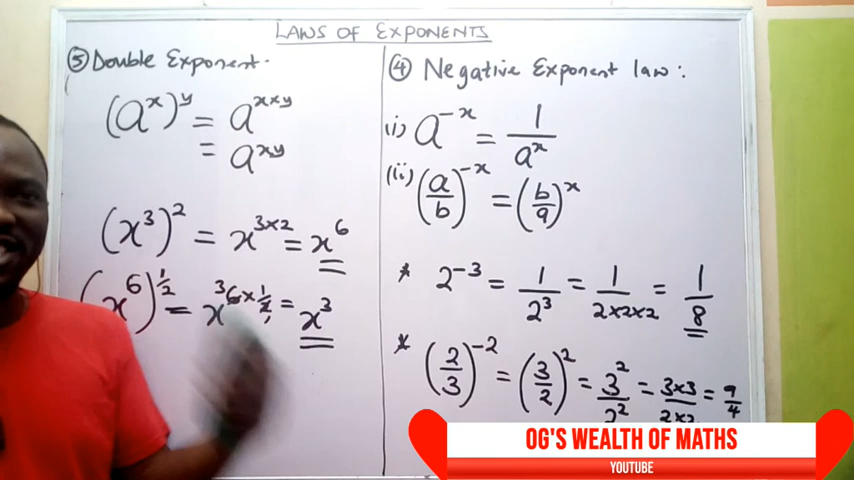 LAWS OF EXPONENTS
③ Double Exponent.
(a^x)^y = a^{x×y}
= a^{xy}
(x^3)^2 = x^{3×2} = x^6
(x^6)^{1/2} = x^{6×1/2} = x^3
④ Negative Exponent law:
(i) a^{-x} = 1/a^x
(ii) (a/b)^{-x} = (b/a)^x
* 2^{-3} = 1/2^3 = 1/(2×2×2) = 1/8
* (2/3)^{-2} = (3/2)^2 = 3^2/2^2 = (3×3)/(2×2) = 9/4
OG'S WEALTH OF MATHS
YOUTUBE